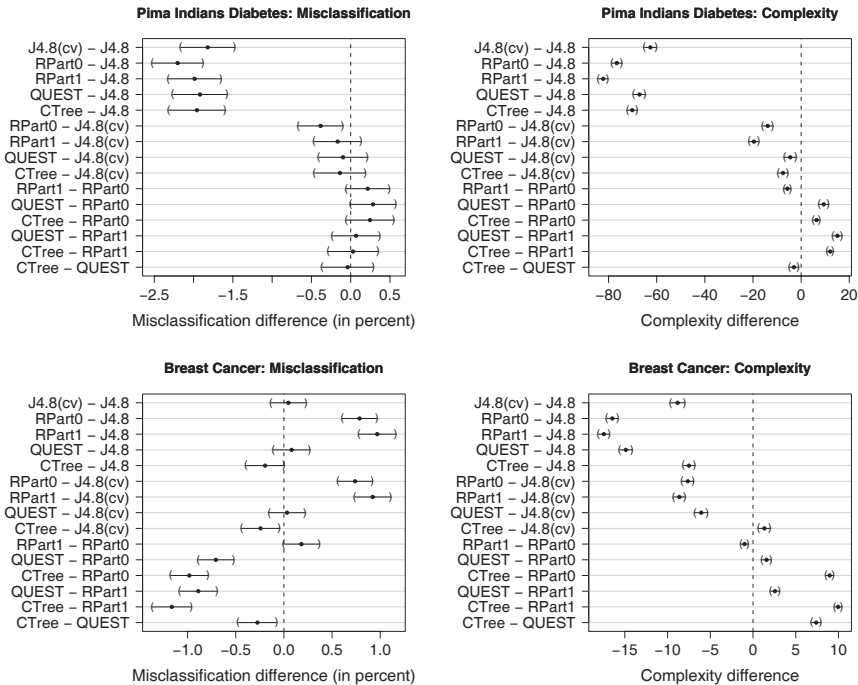 Pima Indians Diabetes: Misclassification
J4.8(cv) − J4.8
RPart0 − J4.8
RPart1 − J4.8
QUEST − J4.8
CTree − J4.8
RPart0 − J4.8(cv)
RPart1 − J4.8(cv)
QUEST − J4.8(cv)
CTree − J4.8(cv)
RPart1 − RPart0
QUEST − RPart0
CTree − RPart0
QUEST − RPart1
CTree − RPart1
CTree − QUEST
−2.5 −1.5 −0.5 0.0 0.5
Misclassification difference (in percent)
Pima Indians Diabetes: Complexity
J4.8(cv) − J4.8
RPart0 − J4.8
RPart1 − J4.8
QUEST − J4.8
CTree − J4.8
RPart0 − J4.8(cv)
RPart1 − J4.8(cv)
QUEST − J4.8(cv)
CTree − J4.8(cv)
RPart1 − RPart0
QUEST − RPart0
CTree − RPart0
QUEST − RPart1
CTree − RPart1
CTree − QUEST
−80 −60 −40 −20 0 20
Complexity difference
Breast Cancer: Misclassification
J4.8(cv) − J4.8
RPart0 − J4.8
RPart1 − J4.8
QUEST − J4.8
CTree − J4.8
RPart0 − J4.8(cv)
RPart1 − J4.8(cv)
QUEST − J4.8(cv)
CTree − J4.8(cv)
RPart1 − RPart0
QUEST − RPart0
CTree − RPart0
QUEST − RPart1
CTree − RPart1
CTree − QUEST
−1.0 −0.5 0.0 0.5 1.0
Misclassification difference (in percent)
Breast Cancer: Complexity
J4.8(cv) − J4.8
RPart0 − J4.8
RPart1 − J4.8
QUEST − J4.8
CTree − J4.8
RPart0 − J4.8(cv)
RPart1 − J4.8(cv)
QUEST − J4.8(cv)
CTree − J4.8(cv)
RPart1 − RPart0
QUEST − RPart0
CTree − RPart0
QUEST − RPart1
CTree − RPart1
CTree − QUEST
−15 −10 −5 0 5 10
Complexity difference